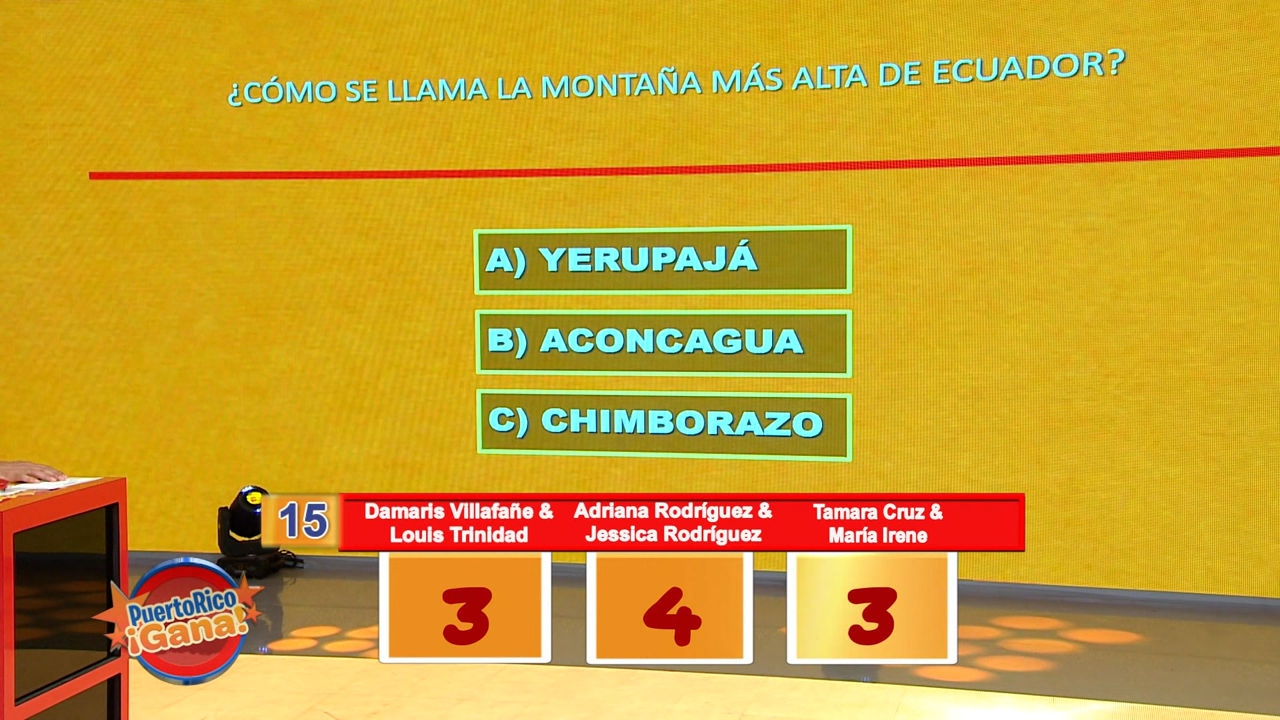 ¿CÓMO SE LLAMA LA MONTAÑA MÁS ALTA DE ECUADOR?
A) YERUPAJÁ
B) ACONCAGUA
C) CHIMBORAZO
15
Damaris Villafañe &
Louis Trinidad
Adriana Rodríguez &
Jessica Rodríguez
Tamara Cruz &
María Irene
3
4
3
PuertoRico
¡Gana!